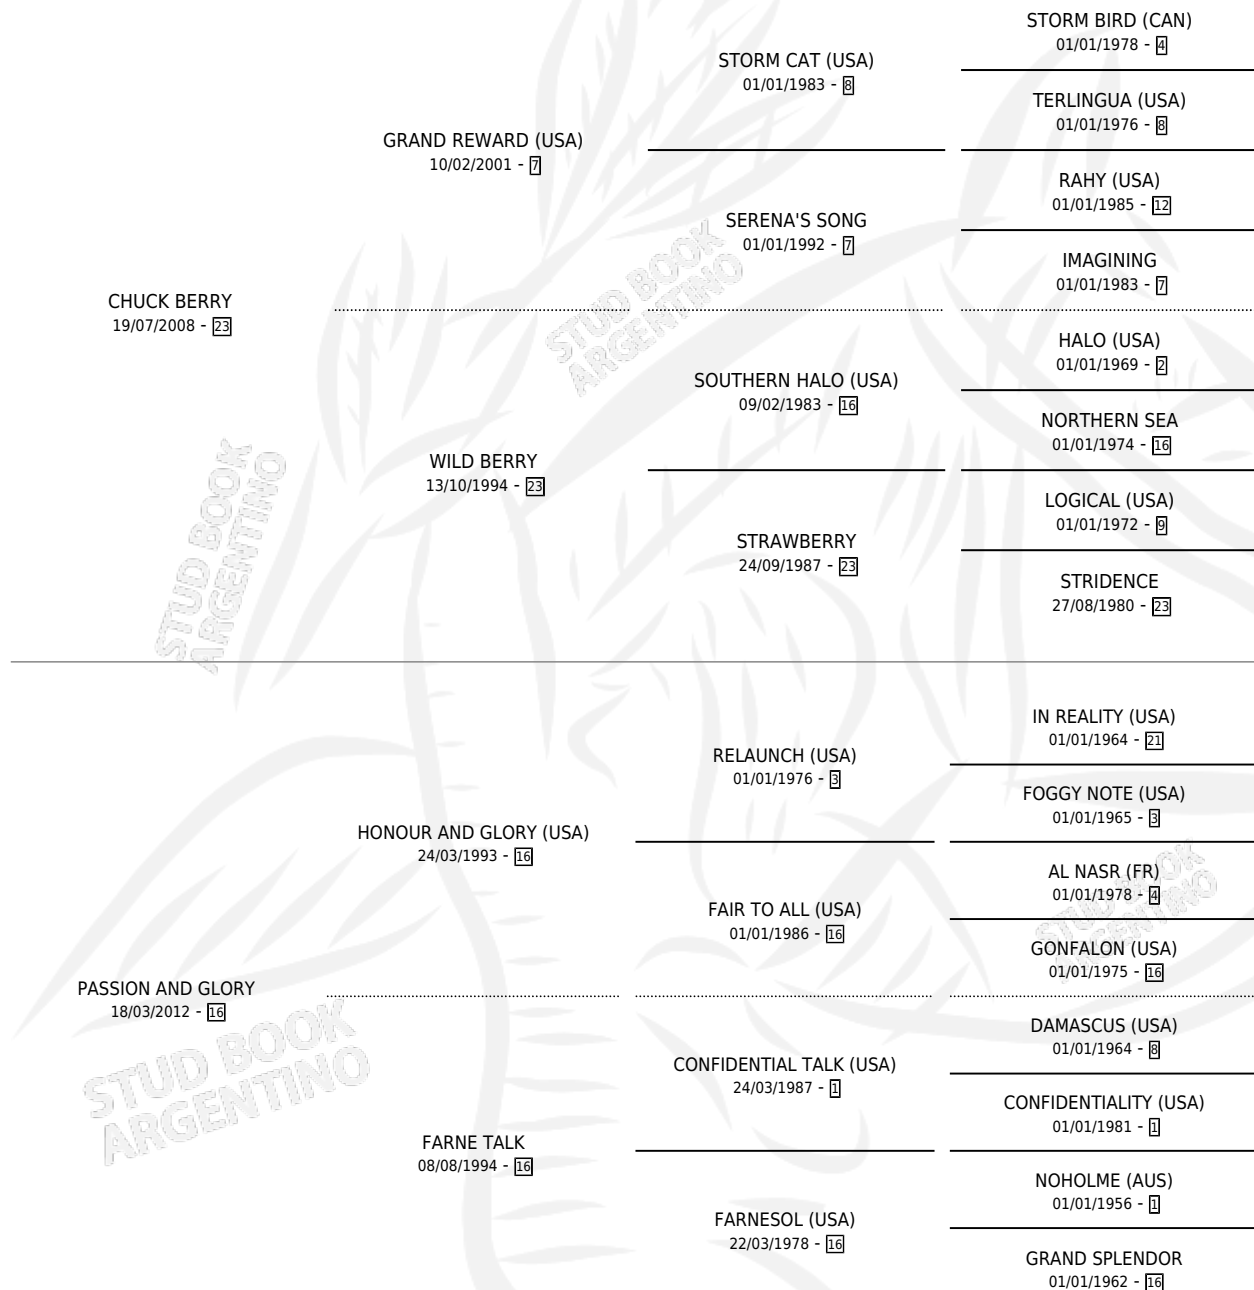 STORM BIRD (CAN)
01/01/1978 - 4
STORM CAT (USA)
01/01/1983 - 8
TERLINGUA (USA)
01/01/1976 - 8
GRAND REWARD (USA)
10/02/2001 - 7
RAHY (USA)
01/01/1985 - 12
SERENA'S SONG
01/01/1992 - 7
IMAGINING
01/01/1983 - 7
CHUCK BERRY
19/07/2008 - 23
HALO (USA)
01/01/1969 - 2
SOUTHERN HALO (USA)
09/02/1983 - 16
NORTHERN SEA
01/01/1974 - 16
WILD BERRY
13/10/1994 - 23
LOGICAL (USA)
01/01/1972 - 9
STRAWBERRY
24/09/1987 - 23
STRIDENCE
27/08/1980 - 23
IN REALITY (USA)
01/01/1964 - 21
RELAUNCH (USA)
01/01/1976 - 3
FOGGY NOTE (USA)
01/01/1965 - 3
HONOUR AND GLORY (USA)
24/03/1993 - 16
AL NASR (FR)
01/01/1978 - 4
FAIR TO ALL (USA)
01/01/1986 - 16
GONFALON (USA)
01/01/1975 - 16
PASSION AND GLORY
18/03/2012 - 16
DAMASCUS (USA)
01/01/1964 - 8
CONFIDENTIAL TALK (USA)
24/03/1987 - 1
CONFIDENTIALITY (USA)
01/01/1981 - 1
FARNE TALK
08/08/1994 - 16
NOHOLME (AUS)
01/01/1956 - 1
FARNESOL (USA)
22/03/1978 - 16
GRAND SPLENDOR
01/01/1962 - 16
STUD BOOK
ARGENTINO
STUD BOOK
ARGENTINO
STUD BOOK
ARGENTINO
STUD BOOK
ARGENTINO